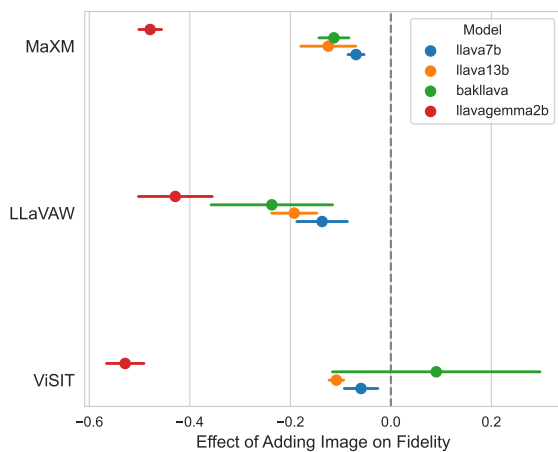 MaXM
LLaVAW
ViSIT
Model
llava7b
llava13b
bakllava
llavagemma2b
−0.6 −0.4 −0.2 0.0 0.2
Effect of Adding Image on Fidelity